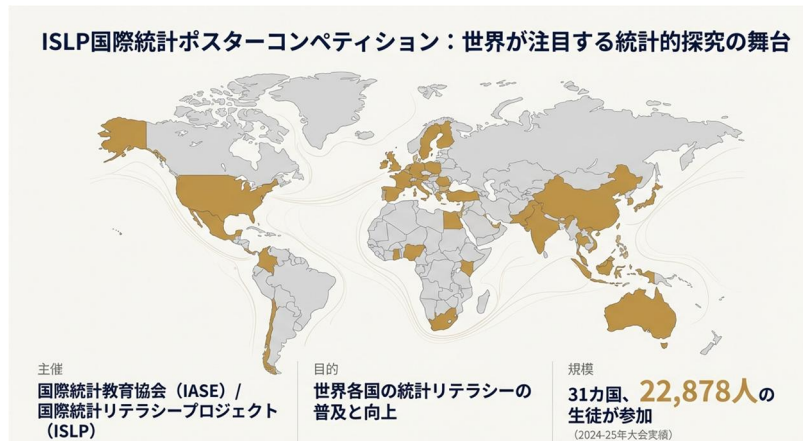 ISLP国際統計ポスターコンペティション：世界が注目する統計的探究の舞台
主催
国際統計教育協会（IASE）/
国際統計リテラシープロジェクト
（ISLP）
目的
世界各国の統計リテラシーの
普及と向上
規模
31カ国、22,878人の
生徒が参加
（2024-25年大会実績）